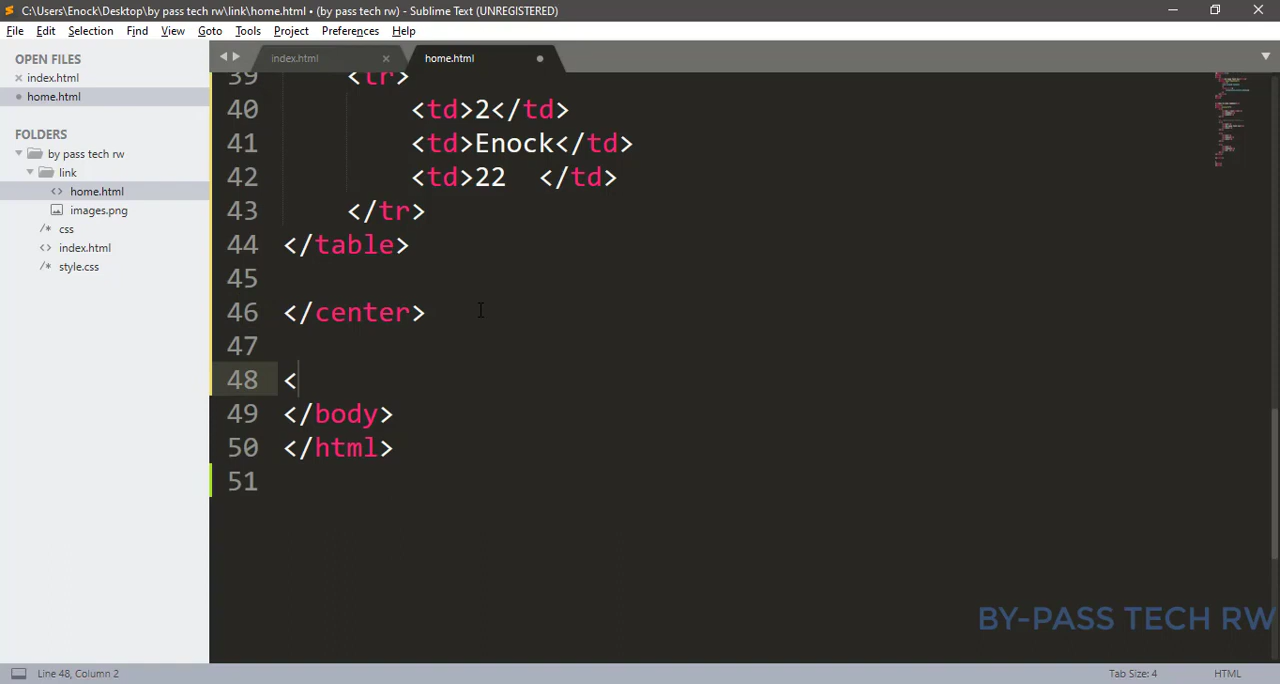 C:\Users\Enock\Desktop\by pass tech rw\link\home.html • (by pass tech rw) - Sublime Text (UNREGISTERED)
File Edit Selection Find View Goto Tools Project Preferences Help
OPEN FILES
index.html
home.html
FOLDERS
by pass tech rw
link
home.html
images.png
css
index.html
style.css
index.html
home.html
39 <tr>
40 <td>2</td>
41 <td>Enock</td>
42 <td>22  </td>
43 </tr>
44 </table>
45
46 </center>
47
48 <
49 </body>
50 </html>
51
BY-PASS TECH RW
Line 48, Column 2
Tab Size: 4
HTML